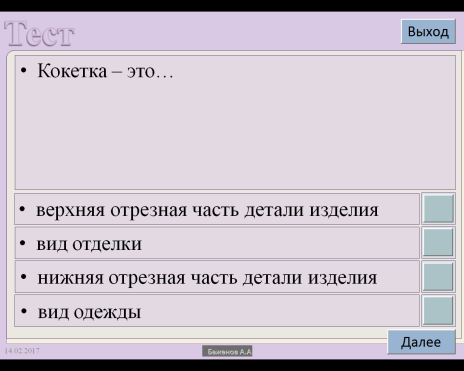 Тест
Выход
• Кокетка – это…
• верхняя отрезная часть детали изделия
• вид отделки
• нижняя отрезная часть детали изделия
• вид одежды
Далее
14.02.2017